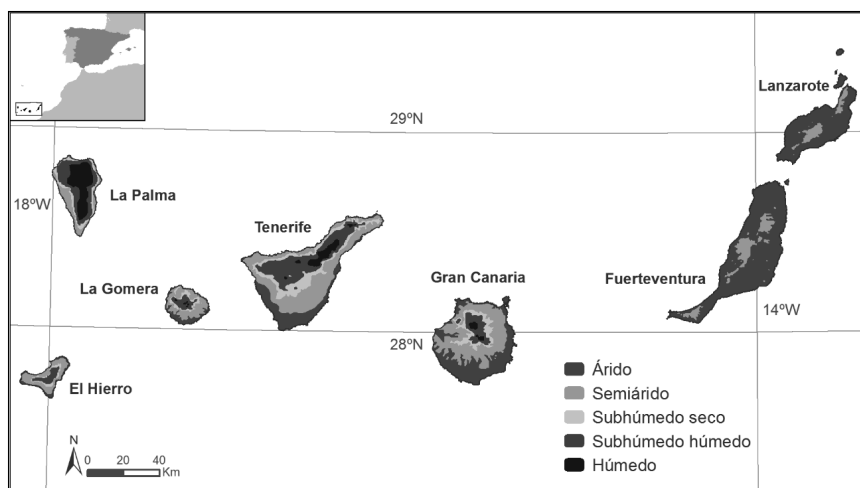 Lanzarote
29ºN
18ºW
La Palma
Tenerife
La Gomera
Gran Canaria
Fuerteventura
14ºW
28ºN
El Hierro
Árido
Semiárido
Subhúmedo seco
Subhúmedo húmedo
Húmedo
N
0 20 40
Km